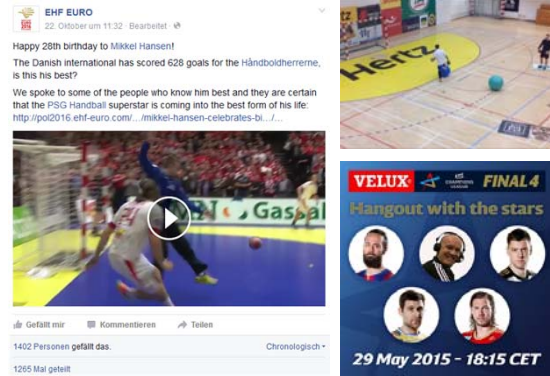 EHF EURO
22. Oktober um 11:32 · Bearbeitet ·
Happy 28th birthday to Mikkel Hansen!
The Danish international has scored 628 goals for the Håndboldherrerne,
is this his best?
We spoke to some of the people who know him best and they are certain
that the PSG Handball superstar is coming into the best form of his life:
http://pol2016.ehf-euro.com/…/mikkel-hansen-celebrates-bi…/…
Gassa
Gefällt mir
Kommentieren
Teilen
1402 Personen gefällt das.
Chronologisch
1265 Mal geteilt
Hertz
VELUX
CHAMPIONS
LEAGUE
FINAL4
Hangout with the stars
29 May 2015 - 18:15 CET